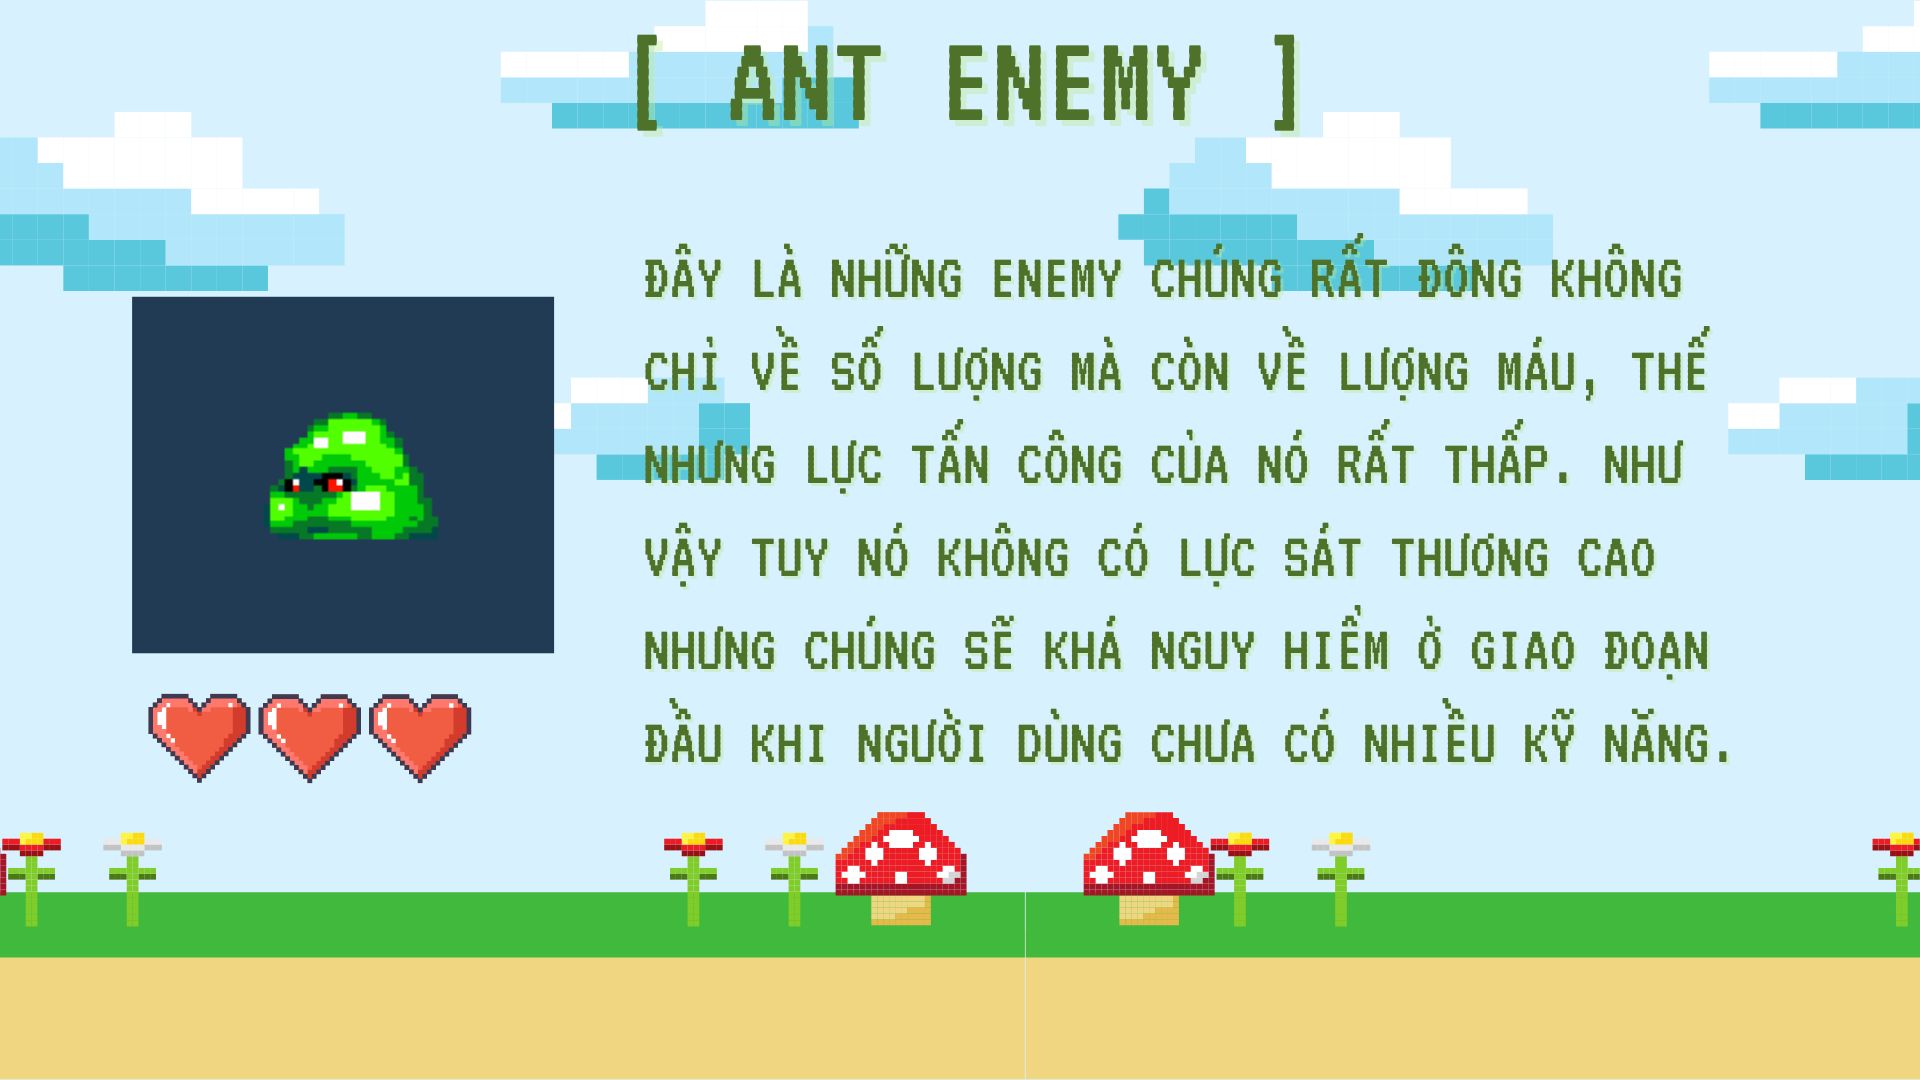 [ ANT ENEMY ]
ĐÂY LÀ NHỮNG ENEMY CHÚNG RẤT ĐÔNG KHÔNG
CHỈ VỀ SỐ LƯỢNG MÀ CÒN VỀ LƯỢNG MÁU, THẾ
NHƯNG LỰC TẤN CÔNG CỦA NÓ RẤT THẤP. NHƯ
VẬY TUY NÓ KHÔNG CÓ LỰC SÁT THƯƠNG CAO
NHƯNG CHÚNG SẼ KHÁ NGUY HIỂM Ở GIAO ĐOẠN
ĐẦU KHI NGƯỜI DÙNG CHƯA CÓ NHIỀU KỸ NĂNG.